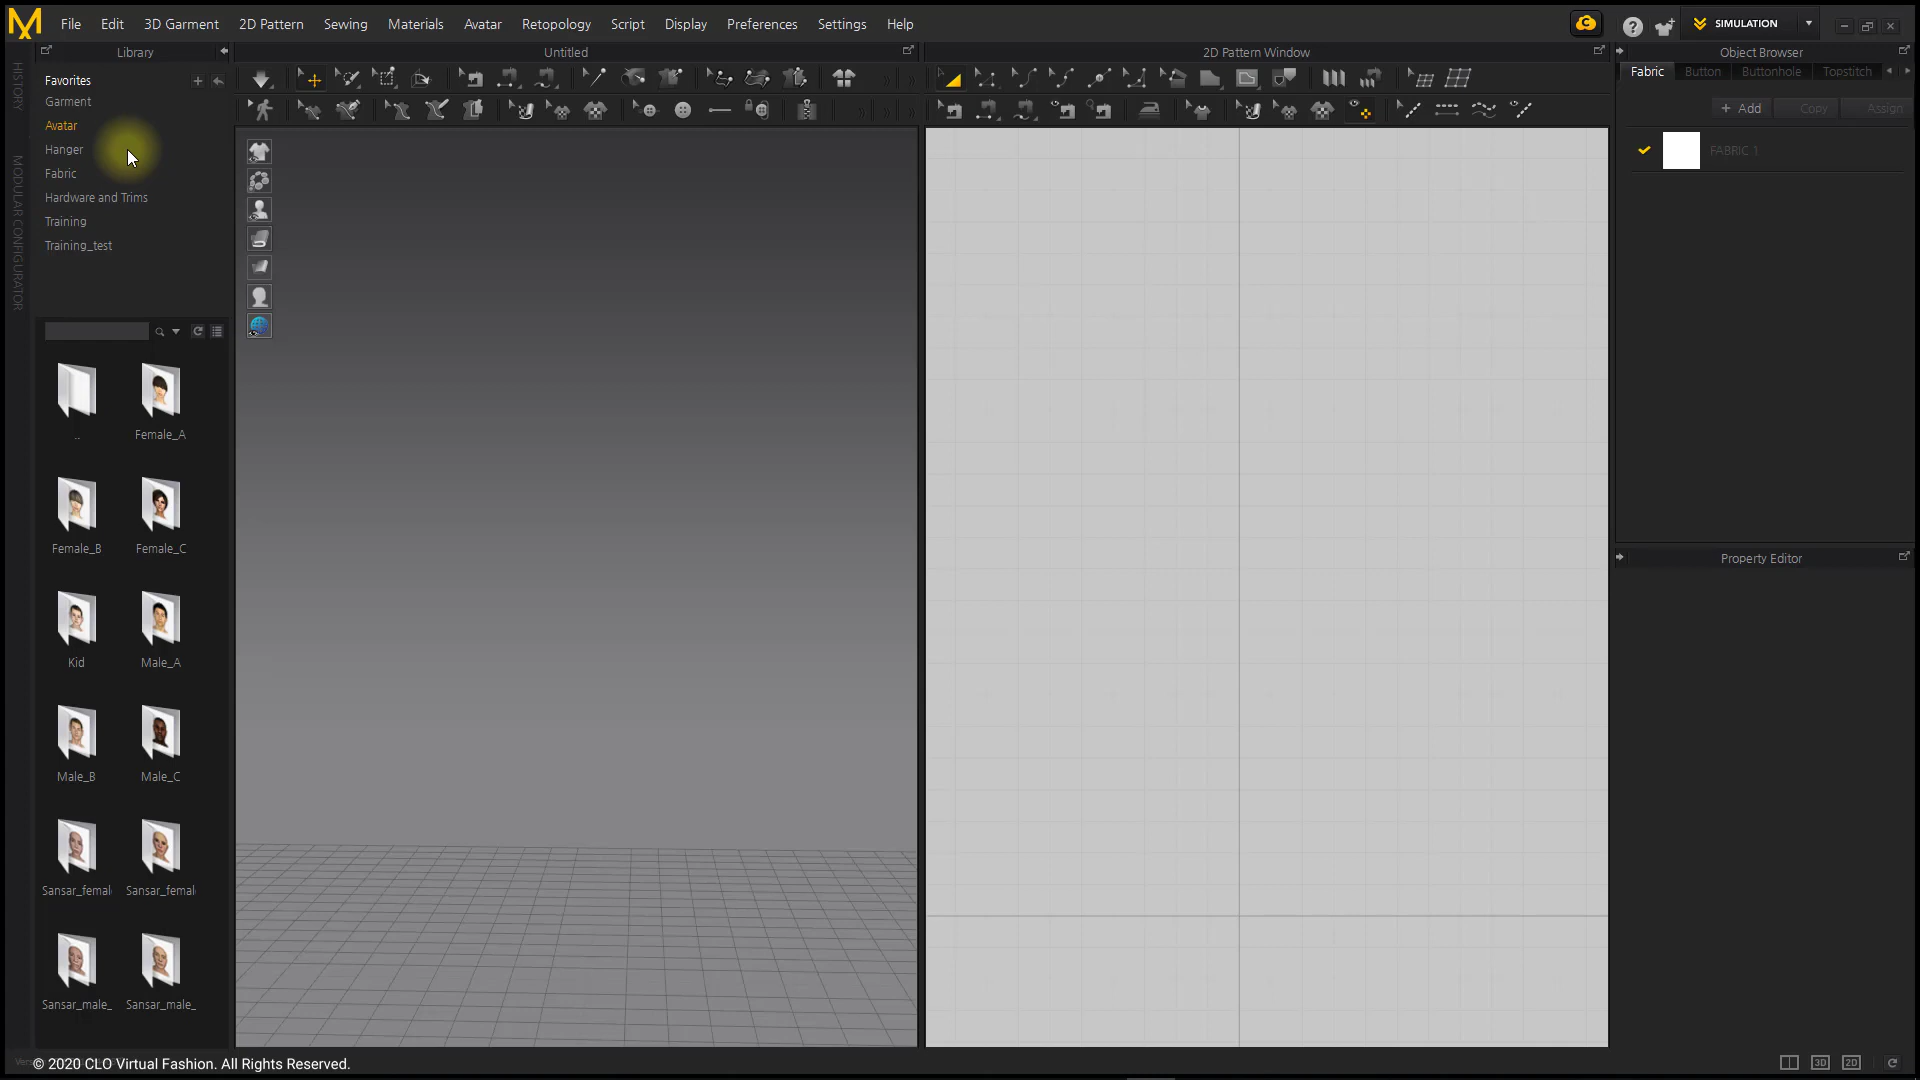 File Edit 3D Garment 2D Pattern Sewing Materials Avatar Retopology Script Display Preferences Settings Help
SIMULATION
Library
Untitled
2D Pattern Window
Object Browser
HISTORY
MODULAR CONFIGURATOR
Favorites
Garment
Avatar
Hanger
Fabric
Hardware and Trims
Training
Training_test
Fabric Button Buttonhole Topstitch
+ Add Copy Assign
FABRIC 1
..
Female_A
Female_B
Female_C
Kid
Male_A
Male_B
Male_C
Sansar_femal
Sansar_femal
Sansar_male_
Sansar_male_
Property Editor
© 2020 CLO Virtual Fashion. All Rights Reserved.
3D
2D